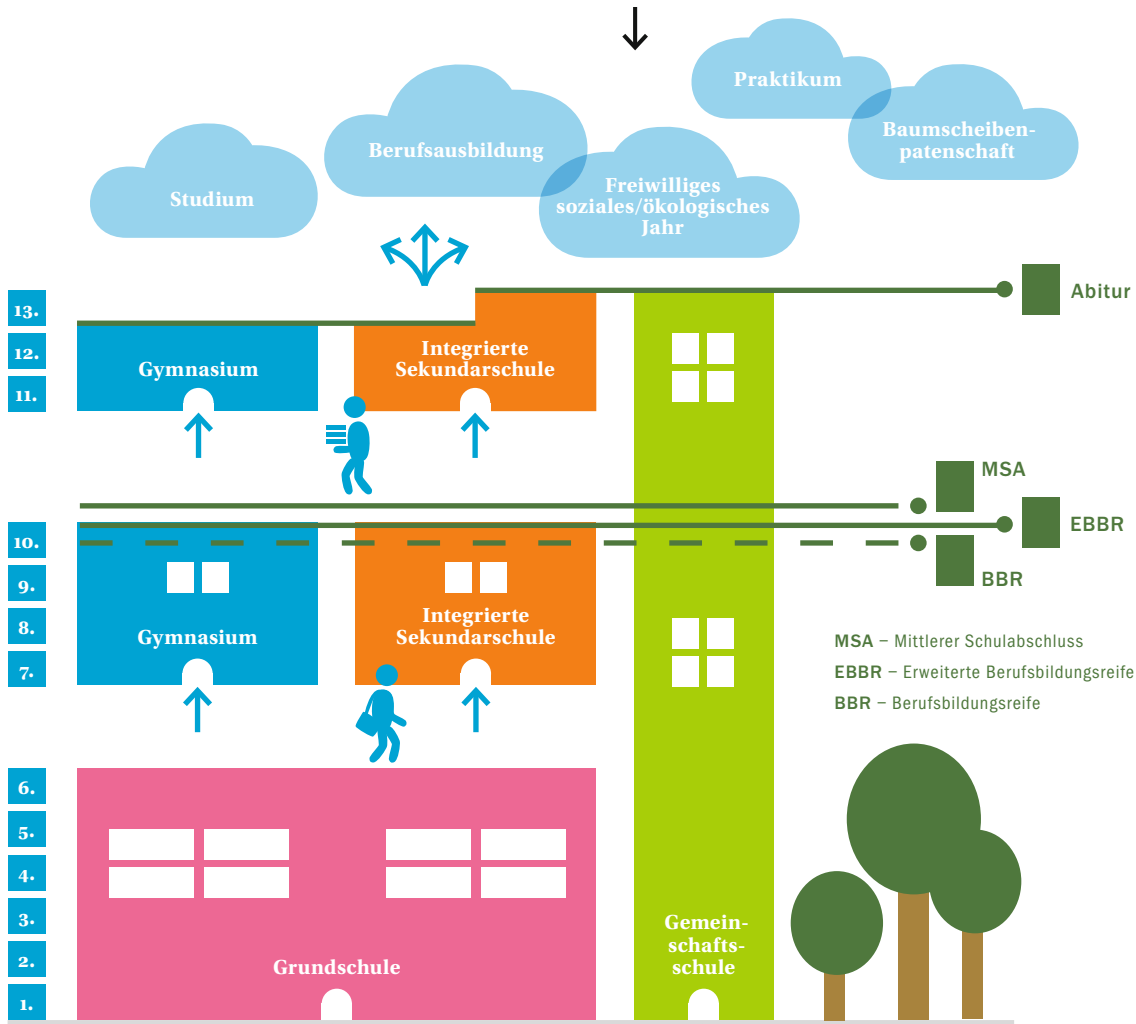 Praktikum
Baumscheiben-
patenschaft
Berufsausbildung
Freiwilliges
soziales/ökologisches
Jahr
Studium
13.
12.
11.
Gymnasium
Integrierte
Sekundarschule
Abitur
MSA
EBBR
BBR
10.
9.
8.
7.
Gymnasium
Integrierte
Sekundarschule
MSA – Mittlerer Schulabschluss
EBBR – Erweiterte Berufsbildungsreife
BBR – Berufsbildungsreife
6.
5.
4.
3.
2.
1.
Grundschule
Gemein-
schafts-
schule